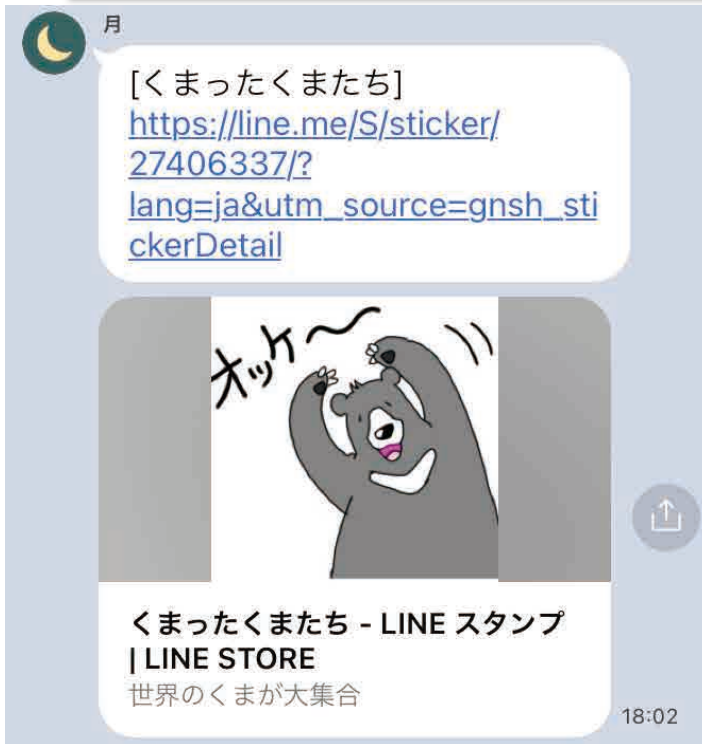 月
[くまったくまたち]
https://line.me/S/sticker/
27406337/?
lang=ja&utm_source=gnsh_sti
ckerDetail
オッケ〜
くまったくまたち - LINE スタンプ
| LINE STORE
世界のくまが大集合
18:02